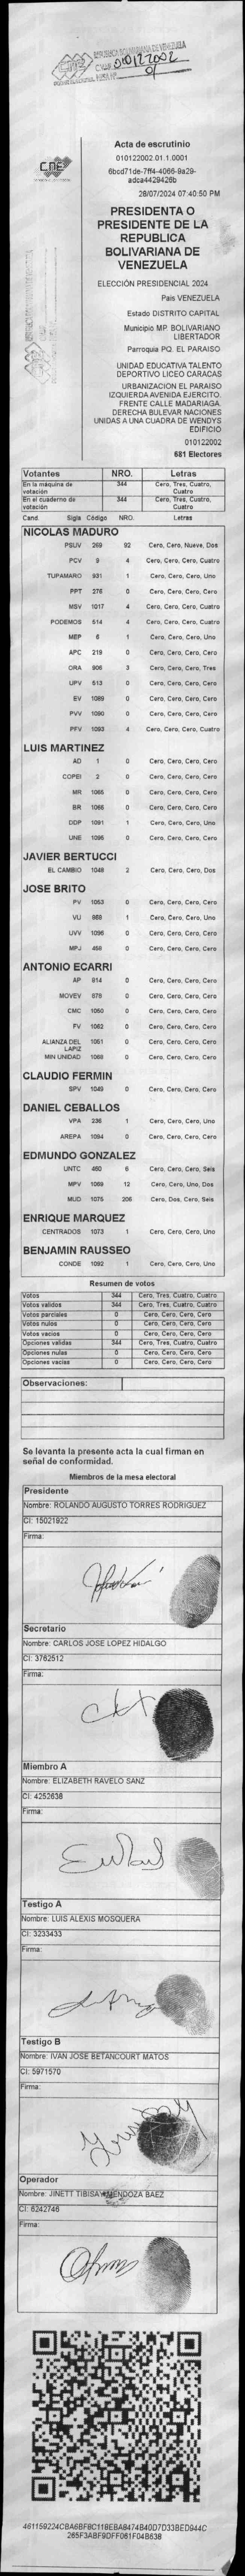 REPUBLICA BOLIVARIANA DE VENEZUELA
010122002
01
CNE
Acta de escrutinio
010122002.01.1.0001
6bcd71de-7ff4-4066-9a29-
adca4429426b
28/07/2024 07:40:50 PM
PRESIDENTA O
PRESIDENTE DE LA
REPUBLICA
BOLIVARIANA DE
VENEZUELA
ELECCIÓN PRESIDENCIAL 2024
Pais VENEZUELA
Estado DISTRITO CAPITAL
Municipio MP. BOLIVARIANO
LIBERTADOR
Parroquia PQ. EL PARAISO
UNIDAD EDUCATIVA TALENTO
DEPORTIVO LICEO CARACAS
URBANIZACION EL PARAISO
IZQUIERDA AVENIDA EJERCITO.
FRENTE CALLE MADARIAGA.
DERECHA BULEVAR NACIONES
UNIDAS A UNA CUADRA DE WENDYS
EDIFICIO
010122002
681 Electores
Votantes NRO. Letras
En la máquina de votación 344 Cero, Tres, Cuatro, Cuatro
En el cuaderno de votación 344 Cero, Tres, Cuatro, Cuatro
Cand. Sigla Código NRO. Letras
NICOLAS MADURO
PSUV 269 92 Cero, Cero, Nueve, Dos
PCV 9 4 Cero, Cero, Cero, Cuatro
TUPAMARO 931 1 Cero, Cero, Cero, Uno
PPT 276 0 Cero, Cero, Cero, Cero
MSV 1017 4 Cero, Cero, Cero, Cuatro
PODEMOS 514 4 Cero, Cero, Cero, Cuatro
MEP 6 1 Cero, Cero, Cero, Uno
APC 219 0 Cero, Cero, Cero, Cero
ORA 906 3 Cero, Cero, Cero, Tres
UPV 513 0 Cero, Cero, Cero, Cero
EV 1089 0 Cero, Cero, Cero, Cero
PVV 1090 0 Cero, Cero, Cero, Cero
PFV 1093 4 Cero, Cero, Cero, Cuatro
LUIS MARTINEZ
AD 1 0 Cero, Cero, Cero, Cero
COPEI 2 0 Cero, Cero, Cero, Cero
MR 1065 0 Cero, Cero, Cero, Cero
BR 1066 0 Cero, Cero, Cero, Cero
DDP 1091 1 Cero, Cero, Cero, Uno
UNE 1095 0 Cero, Cero, Cero, Cero
JAVIER BERTUCCI
EL CAMBIO 1048 2 Cero, Cero, Cero, Dos
JOSE BRITO
PV 1053 0 Cero, Cero, Cero, Cero
VU 969 1 Cero, Cero, Cero, Uno
UVV 1096 0 Cero, Cero, Cero, Cero
MPJ 458 0 Cero, Cero, Cero, Cero
ANTONIO ECARRI
AP 914 0 Cero, Cero, Cero, Cero
MOVEV 878 0 Cero, Cero, Cero, Cero
CMC 1060 0 Cero, Cero, Cero, Cero
FV 1062 0 Cero, Cero, Cero, Cero
ALIANZA DEL LAPIZ 1051 0 Cero, Cero, Cero, Cero
MIN UNIDAD 1068 0 Cero, Cero, Cero, Cero
CLAUDIO FERMIN
SPV 1049 0 Cero, Cero, Cero, Cero
DANIEL CEBALLOS
VPA 236 1 Cero, Cero, Cero, Uno
AREPA 1094 0 Cero, Cero, Cero, Cero
EDMUNDO GONZALEZ
UNTC 460 6 Cero, Cero, Cero, Seis
MPV 1069 12 Cero, Cero, Uno, Dos
MUD 1075 206 Cero, Dos, Cero, Seis
ENRIQUE MARQUEZ
CENTRADOS 1073 1 Cero, Cero, Cero, Uno
BENJAMIN RAUSSEO
CONDE 1092 1 Cero, Cero, Cero, Uno
Resumen de votos
Votos 344 Cero, Tres, Cuatro, Cuatro
Votos validos 344 Cero, Tres, Cuatro, Cuatro
Votos parciales 0 Cero, Cero, Cero, Cero
Votos nulos 0 Cero, Cero, Cero, Cero
Votos vacios 0 Cero, Cero, Cero, Cero
Opciones validas 344 Cero, Tres, Cuatro, Cuatro
Opciones nulas 0 Cero, Cero, Cero, Cero
Opciones vacias 0 Cero, Cero, Cero, Cero
Observaciones:
Se levanta la presente acta la cual firman en
señal de conformidad.
Miembros de la mesa electoral
Presidente
Nombre: ROLANDO AUGUSTO TORRES RODRIGUEZ
CI: 15021922
Firma:
Secretario
Nombre: CARLOS JOSE LOPEZ HIDALGO
CI: 3782512
Firma:
Miembro A
Nombre: ELIZABETH RAVELO SANZ
CI: 4252638
Firma:
Testigo A
Nombre: LUIS ALEXIS MOSQUERA
CI: 3233433
Firma:
Testigo B
Nombre: IVAN JOSE BETANCOURT MATOS
CI: 5971570
Firma:
Operador
Nombre: JINETT TIBISAY MENDOZA BAEZ
CI: 6242746
Firma:
461159224CBA6BF8C11BEBA8474B40D7D33BED944C
265F3ABF9DFF061F04B638